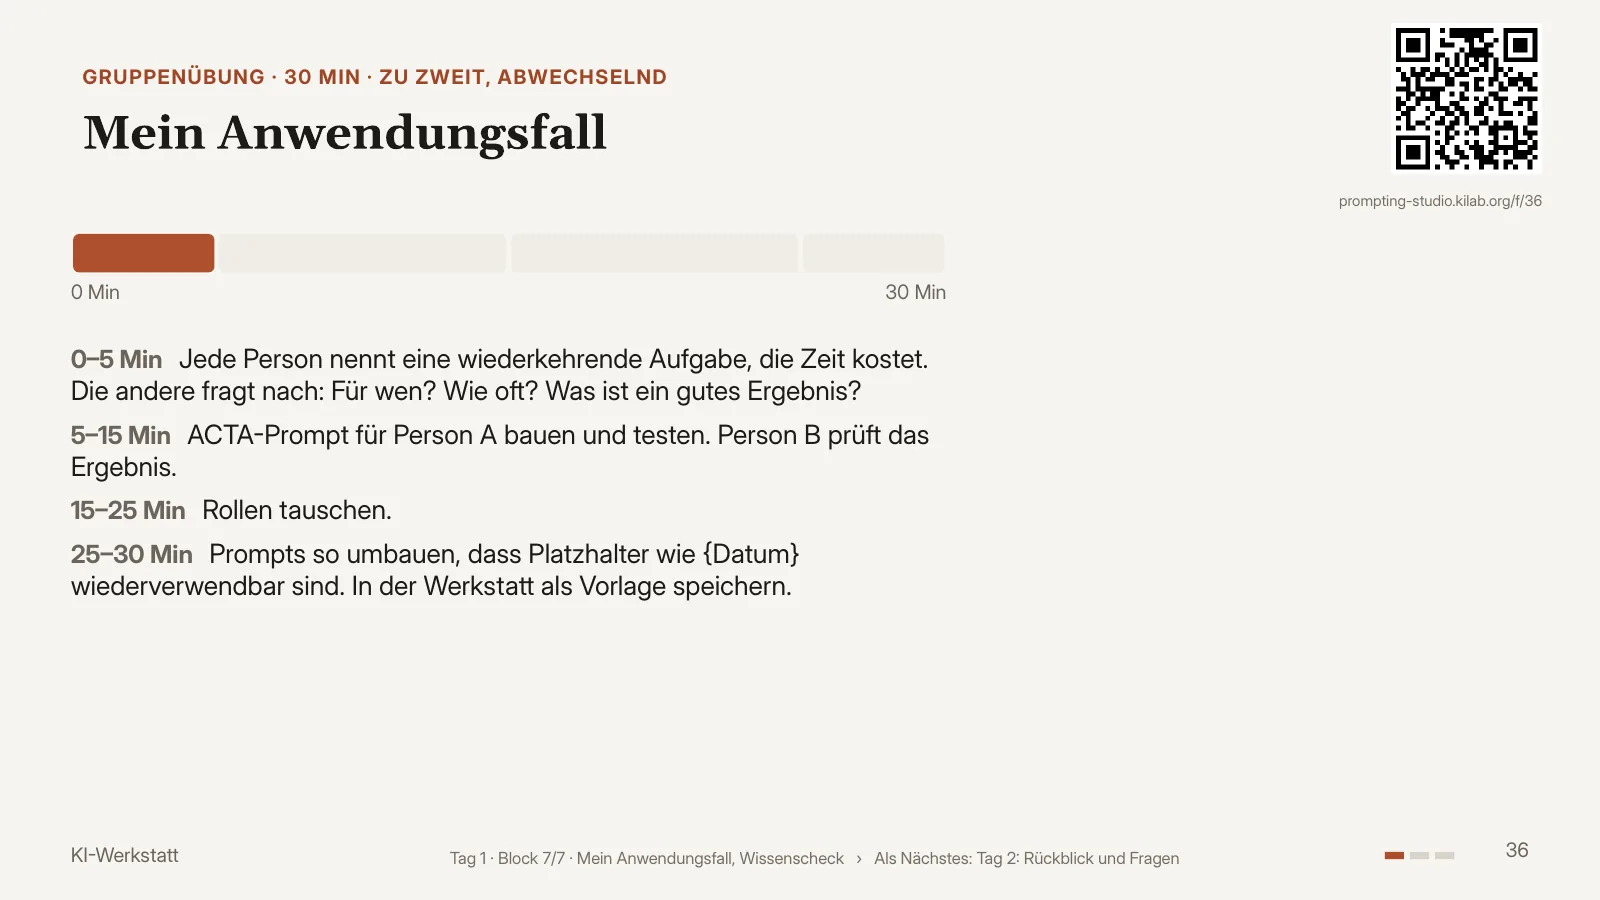 GRUPPENÜBUNG · 30 MIN · ZU ZWEIT, ABWECHSELND
Mein Anwendungsfall
prompting-studio.kilab.org/f/36
0 Min
30 Min
0–5 Min Jede Person nennt eine wiederkehrende Aufgabe, die Zeit kostet.
Die andere fragt nach: Für wen? Wie oft? Was ist ein gutes Ergebnis?
5–15 Min ACTA-Prompt für Person A bauen und testen. Person B prüft das
Ergebnis.
15–25 Min Rollen tauschen.
25–30 Min Prompts so umbauen, dass Platzhalter wie {Datum}
wiederverwendbar sind. In der Werkstatt als Vorlage speichern.
KI-Werkstatt
Tag 1 · Block 7/7 · Mein Anwendungsfall, Wissenscheck › Als Nächstes: Tag 2: Rückblick und Fragen
36